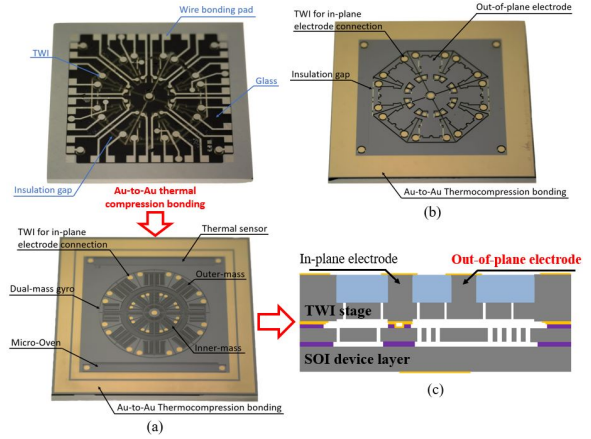 Wire bonding pad
TWI
Glass
Insulation gap
Au-to-Au thermal
compression bonding
TWI for in-plane
electrode connection
Thermal sensor
Outer-mass
Dual-mass gyro
Inner-mass
Micro-Oven
Au-to-Au Thermocompression bonding
(a)
TWI for in-plane
electrode connection
Out-of-plane electrode
Insulation gap
Au-to-Au Thermocompression bonding
(b)
In-plane electrode
Out-of-plane electrode
TWI stage
SOI device layer
(c)